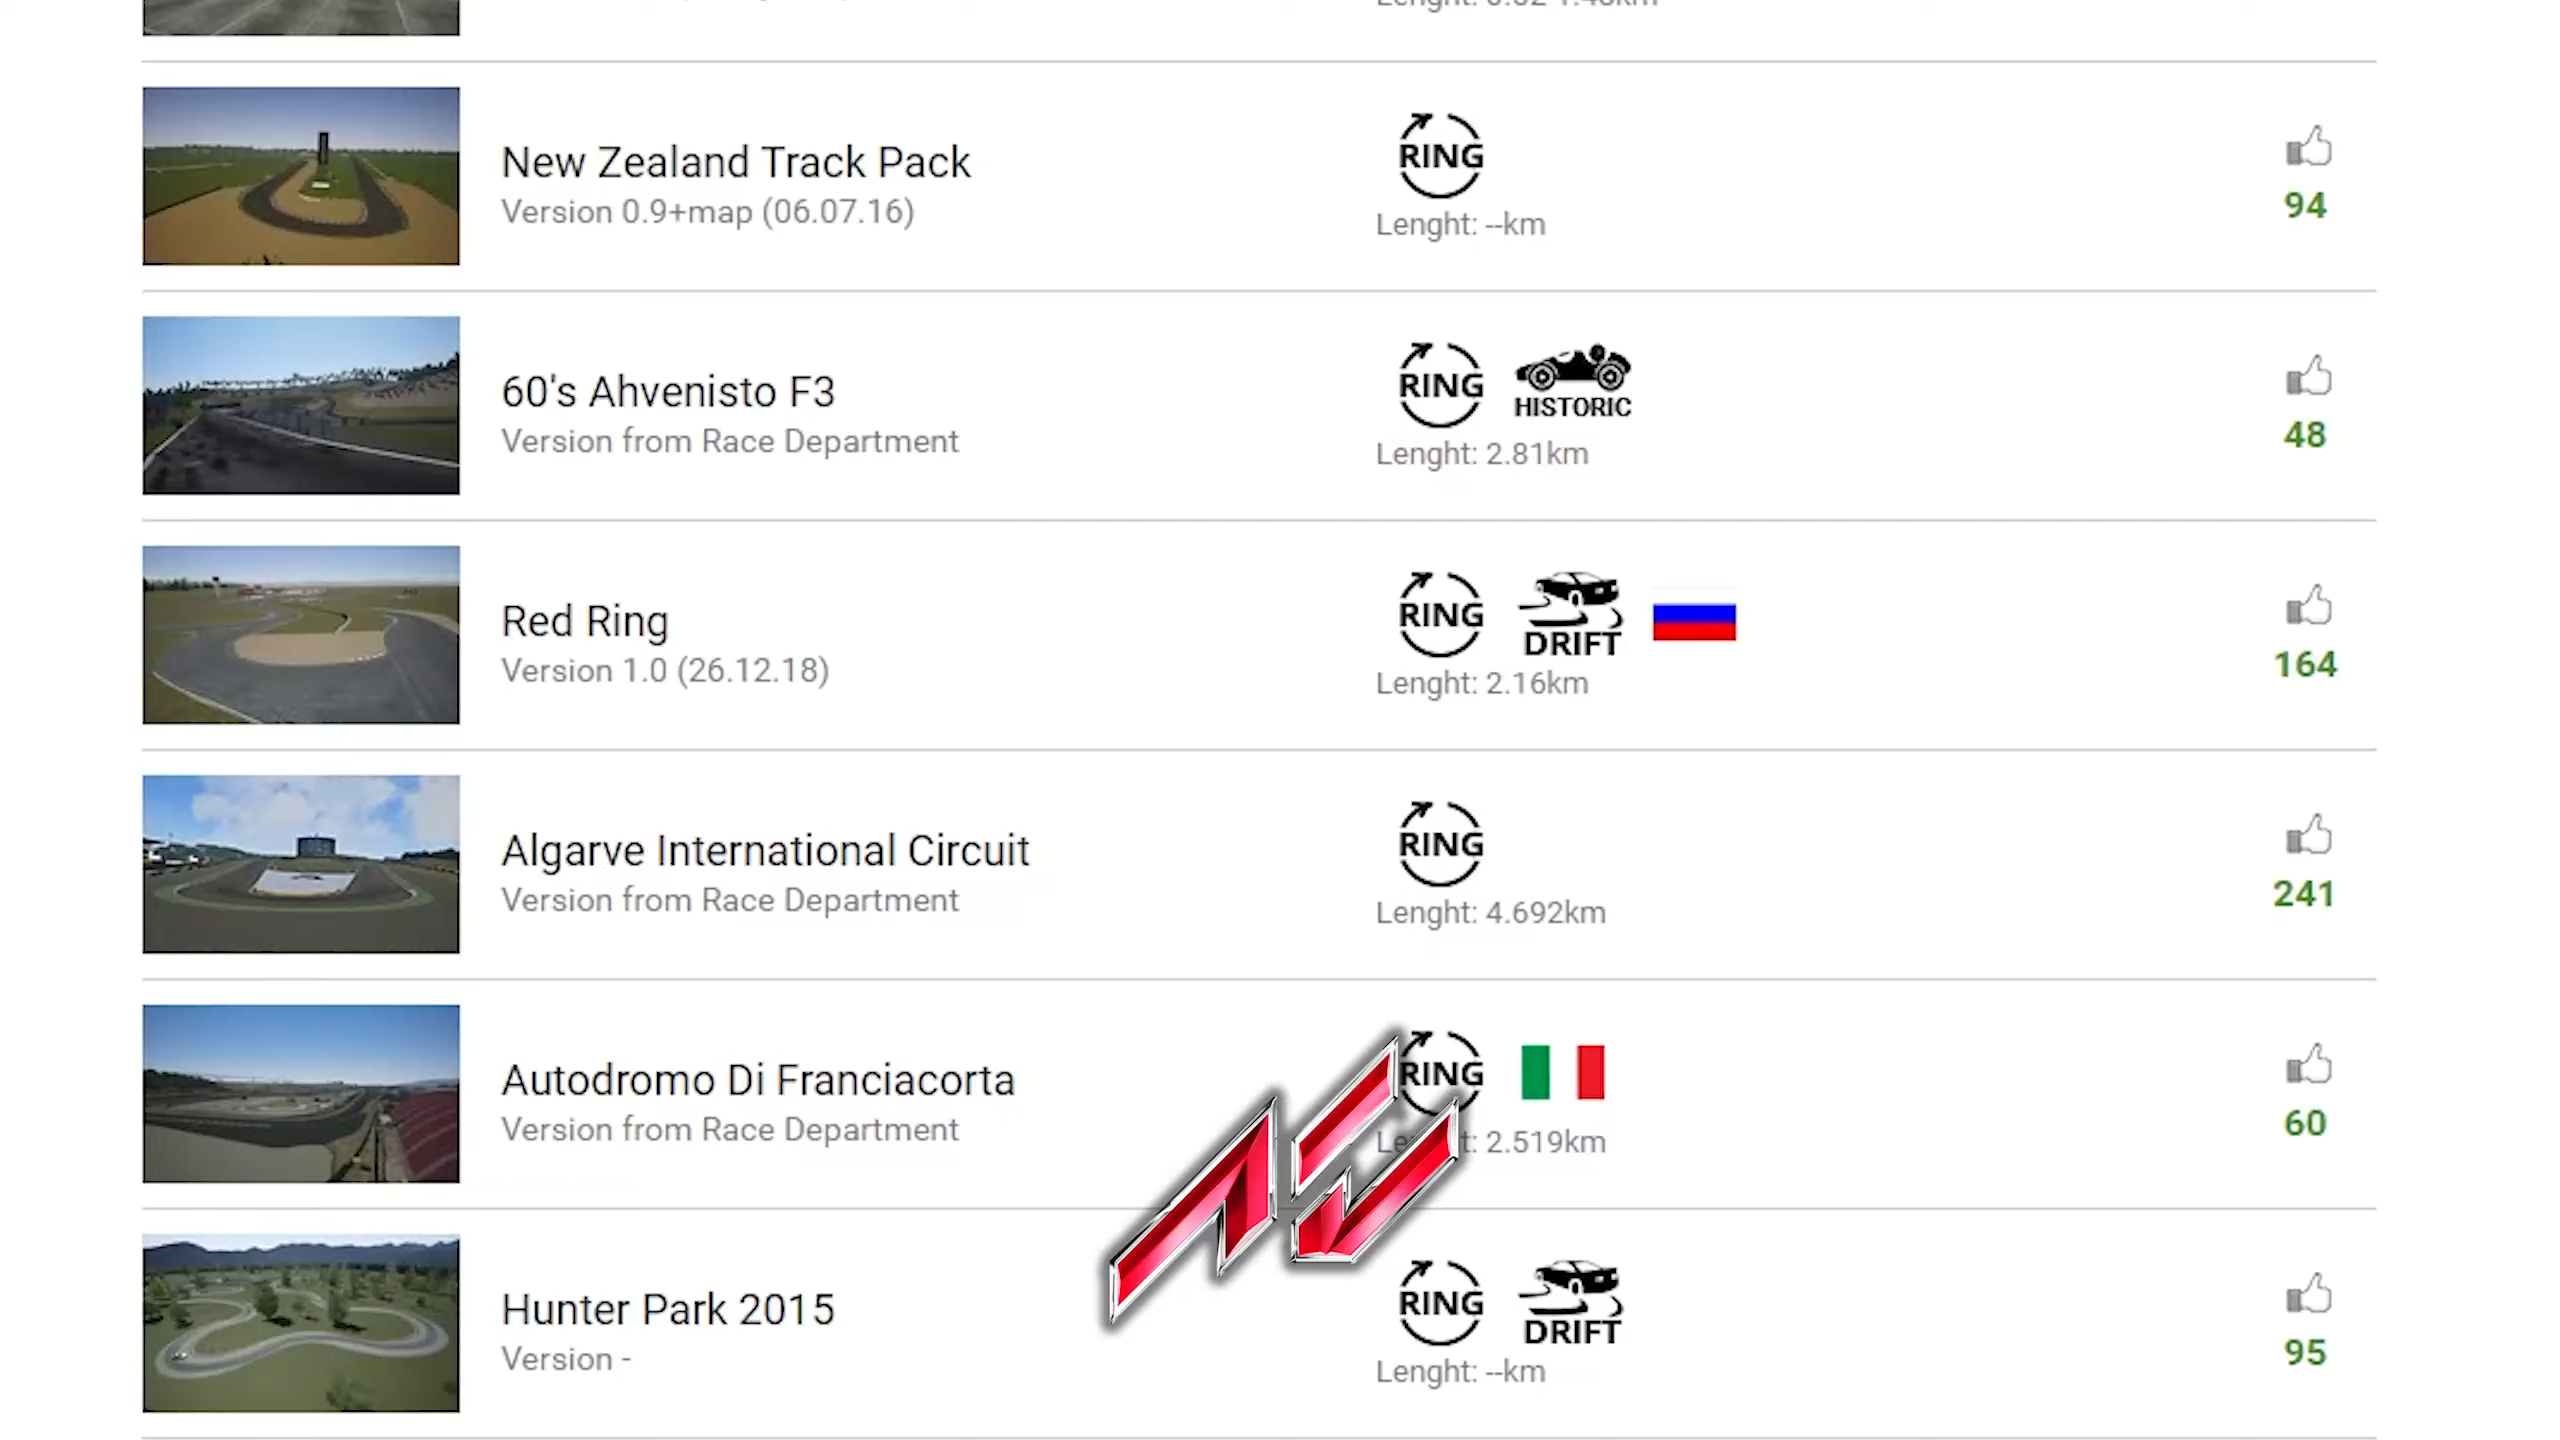 New Zealand Track Pack
Version 0.9+map (06.07.16)
RING
Lenght: --km
94
60's Ahvenisto F3
Version from Race Department
RING
HISTORIC
Lenght: 2.81km
48
Red Ring
Version 1.0 (26.12.18)
RING
DRIFT
Lenght: 2.16km
164
Algarve International Circuit
Version from Race Department
RING
Lenght: 4.692km
241
Autodromo Di Franciacorta
Version from Race Department
RING
2.519km
60
Hunter Park 2015
Version -
RING
DRIFT
Lenght: --km
95